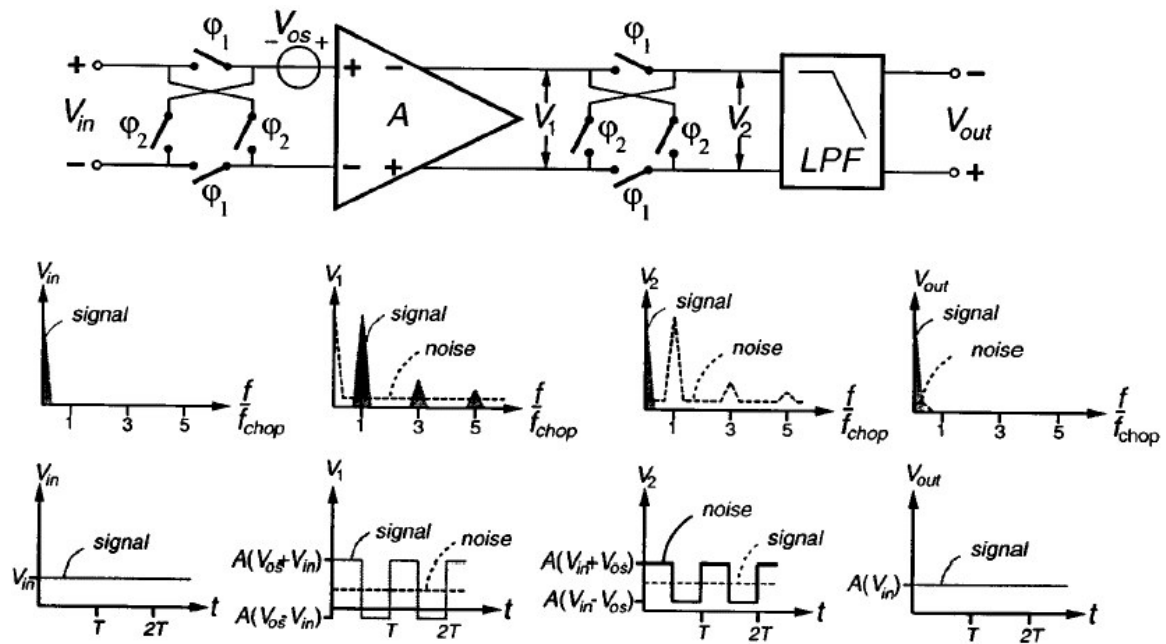 φ1 - Vos + φ1
+ + - -
Vin φ2 φ2 A V1 φ2 φ2 V2 LPF Vout
- - + +
φ1 φ1
Vin V1 V2 Vout
signal signal signal signal
noise noise noise
1 3 5 f/fchop 1 3 5 f/fchop 1 3 5 f/fchop 1 3 5 f/fchop
Vin V1 V2 Vout
signal signal noise noise signal signal
Vin A(Vos+Vin) A(Vin+Vos) A(Vin)
A(Vos-Vin) A(Vin-Vos)
T 2T t T 2T t T 2T t T 2T t